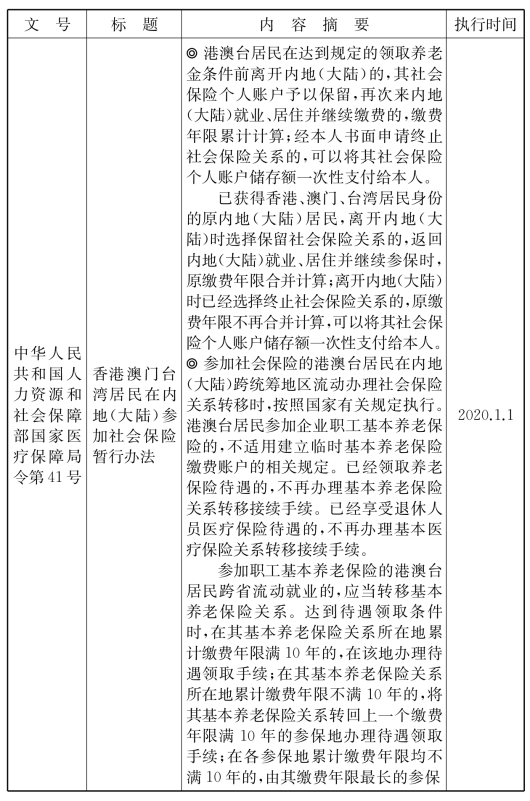 文 号
标 题
内 容 摘 要
执行时间
中华人民
共和国人
力资源和
社会保障
部国家医
疗保障局
令第 41 号
香港澳门台
湾居民在内
地(大陆)参
加社会保险
暂行办法
◎ 港澳台居民在达到规定的领取养老
金条件前离开内地(大陆)的,其社会
保险个人账户予以保留,再次来内地
(大陆)就业、居住并继续缴费的,缴费
年限累计计算;经本人书面申请终止
社会保险关系的,可以将其社会保险
个人账户储存额一次性支付给本人。
已获得香港、澳门、台湾居民身份
的原内地(大陆)居民,离开内地(大
陆)时选择保留社会保险关系的,返回
内地(大陆)就业、居住并继续参保时,
原缴费年限合并计算;离开内地(大陆)
时已经选择终止社会保险关系的,原缴
费年限不再合并计算,可以将其社会保
险个人账户储存额一次性支付给本人。
◎ 参加社会保险的港澳台居民在内地
(大陆)跨统筹地区流动办理社会保险
关系转移时,按照国家有关规定执行。
港澳台居民参加企业职工基本养老保
险的,不适用建立临时基本养老保险
缴费账户的相关规定。已经领取养老
保险待遇的,不再办理基本养老保险
关系转移接续手续。已经享受退休人
员医疗保险待遇的,不再办理基本医
疗保险关系转移接续手续。
参加职工基本养老保险的港澳台
居民跨省流动就业的,应当转移基本
养老保险关系。达到待遇领取条件
时,在其基本养老保险关系所在地累
计缴费年限满 10 年的,在该地办理待
遇领取手续;在其基本养老保险关系
所在地累计缴费年限不满 10 年的,将
其基本养老保险关系转回上一个缴费
年限满 10 年的参保地办理待遇领取
手续;在各参保地累计缴费年限均不
满 10 年的,由其缴费年限最长的参保
2020.1.1